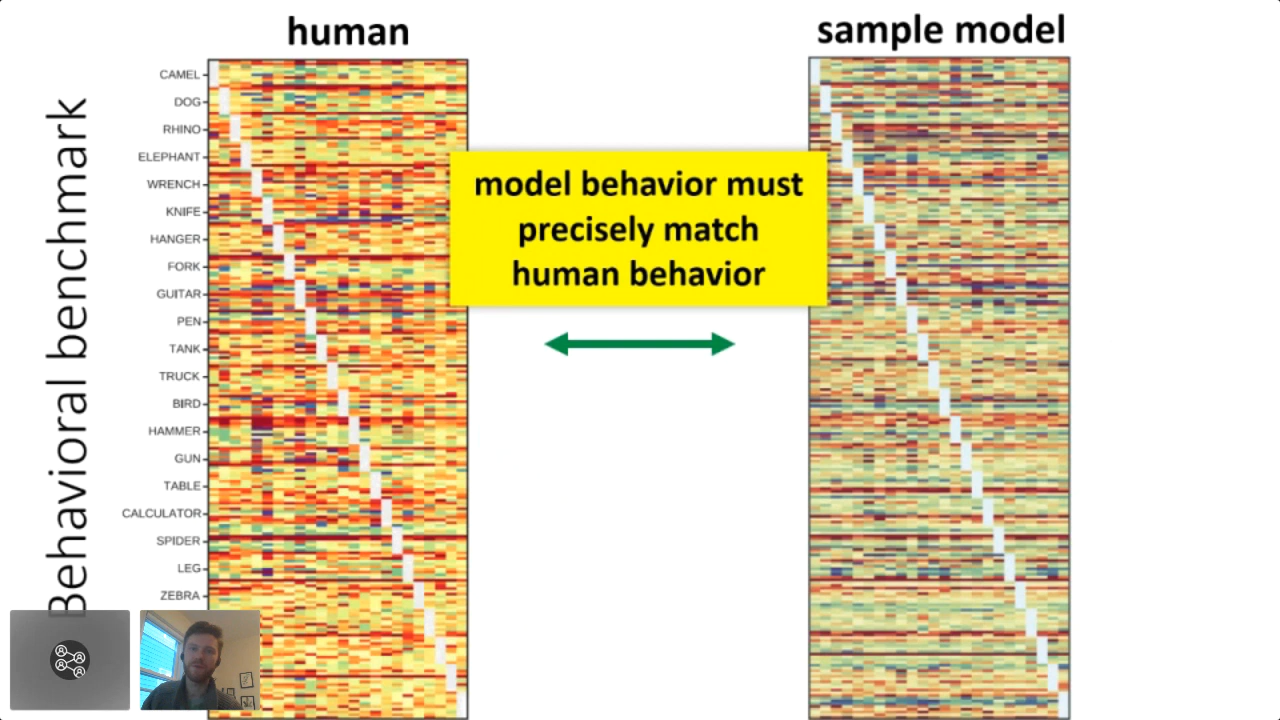 human
sample model
Behavioral benchmark
CAMEL
DOG
RHINO
ELEPHANT
WRENCH
KNIFE
HANGER
FORK
GUITAR
PEN
TANK
TRUCK
BIRD
HAMMER
GUN
TABLE
CALCULATOR
SPIDER
LEG
ZEBRA
model behavior must
precisely match
human behavior